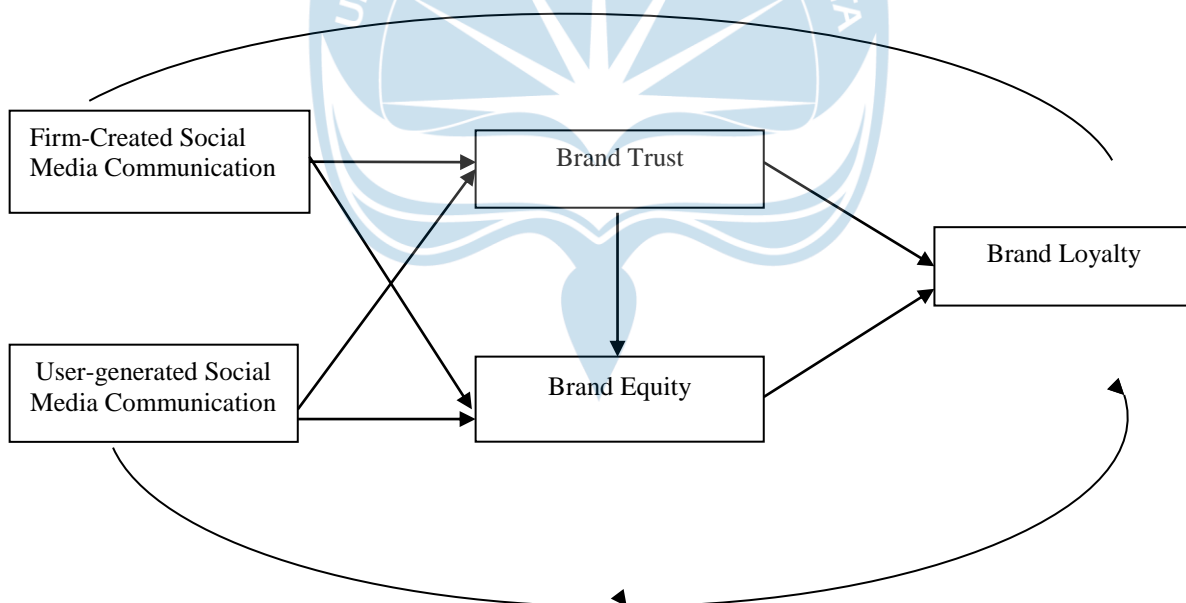 Firm-Created Social
Media Communication
Brand Trust
Brand Loyalty
User-generated Social
Media Communication
Brand Equity